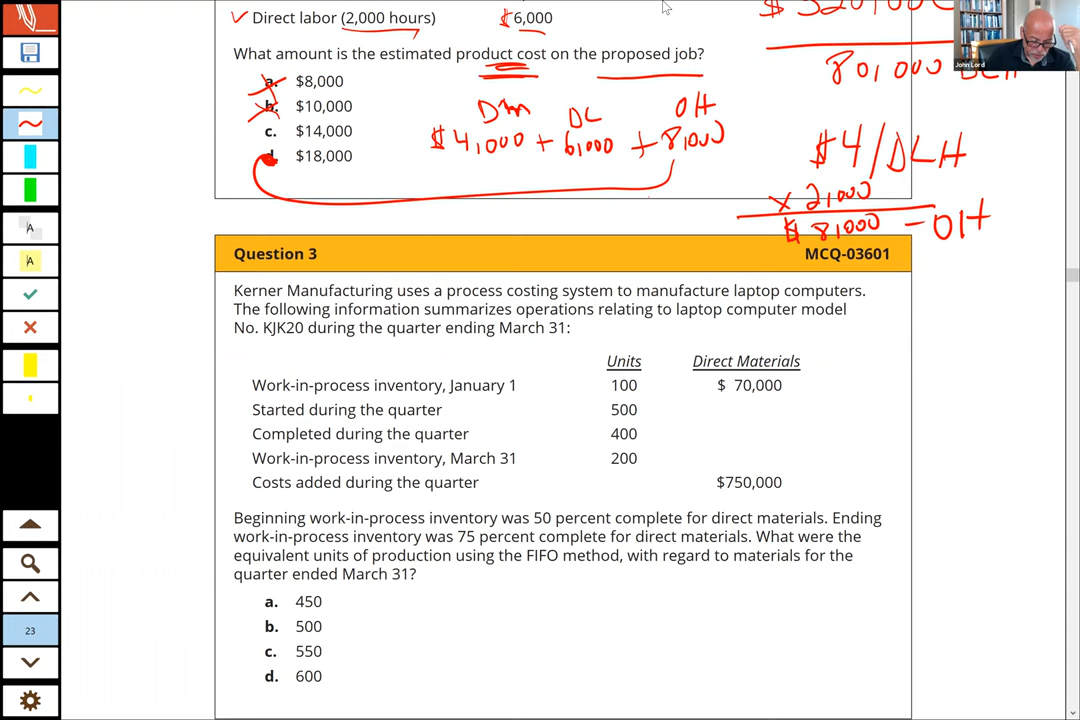 ✓ Direct labor (2,000 hours) $6,000
$320,000
John Lord
80,000 DLH
What amount is the estimated product cost on the proposed job?
a. $8,000
b. $10,000
c. $14,000
d. $18,000
DM DL OH
$4,000 + 6,000 + 8,000
$4/DLH
x 2,000
$8,000 - OH
Question 3 MCQ-03601
Kerner Manufacturing uses a process costing system to manufacture laptop computers.
The following information summarizes operations relating to laptop computer model
No. KJK20 during the quarter ending March 31:
Units Direct Materials
Work-in-process inventory, January 1 100 $ 70,000
Started during the quarter 500
Completed during the quarter 400
Work-in-process inventory, March 31 200
Costs added during the quarter $750,000
Beginning work-in-process inventory was 50 percent complete for direct materials. Ending
work-in-process inventory was 75 percent complete for direct materials. What were the
equivalent units of production using the FIFO method, with regard to materials for the
quarter ended March 31?
a. 450
b. 500
c. 550
d. 600
A
A
23